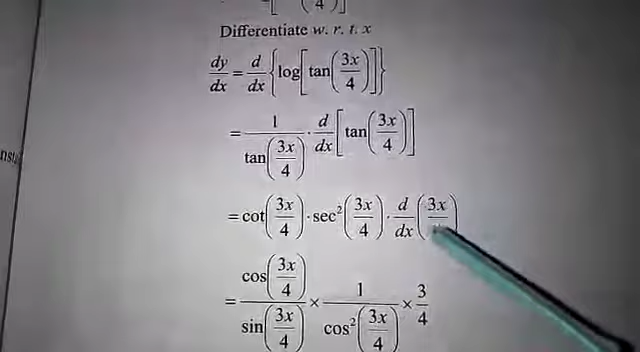 =[ (4)]
Differentiate w. r. t. x
dy/dx = d/dx {log[tan(3x/4)]}
= 1/tan(3x/4) · d/dx [tan(3x/4)]
= cot(3x/4) · sec²(3x/4) · d/dx (3x
= cos(3x/4)/sin(3x/4) × 1/cos²(3x/4) × 3/4